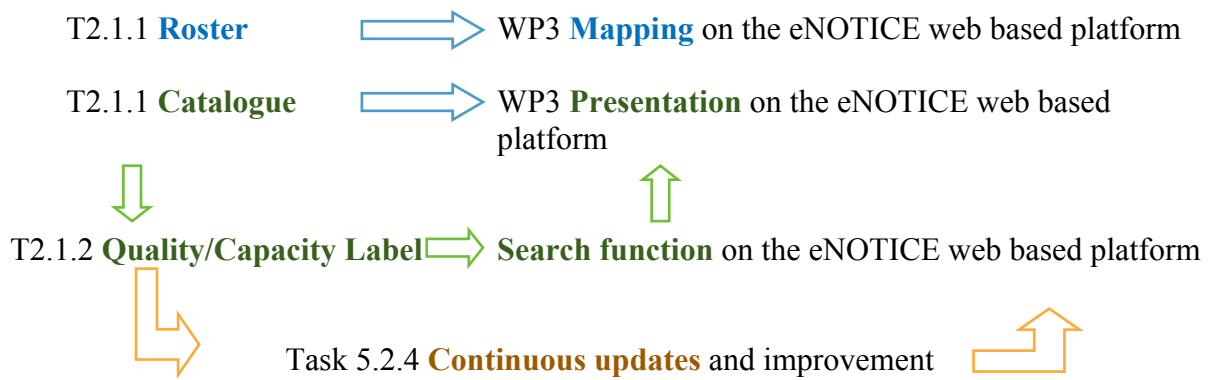 T2.1.1 Roster WP3 Mapping on the eNOTICE web based platform
T2.1.1 Catalogue WP3 Presentation on the eNOTICE web based
platform
T2.1.2 Quality/Capacity Label Search function on the eNOTICE web based platform
Task 5.2.4 Continuous updates and improvement